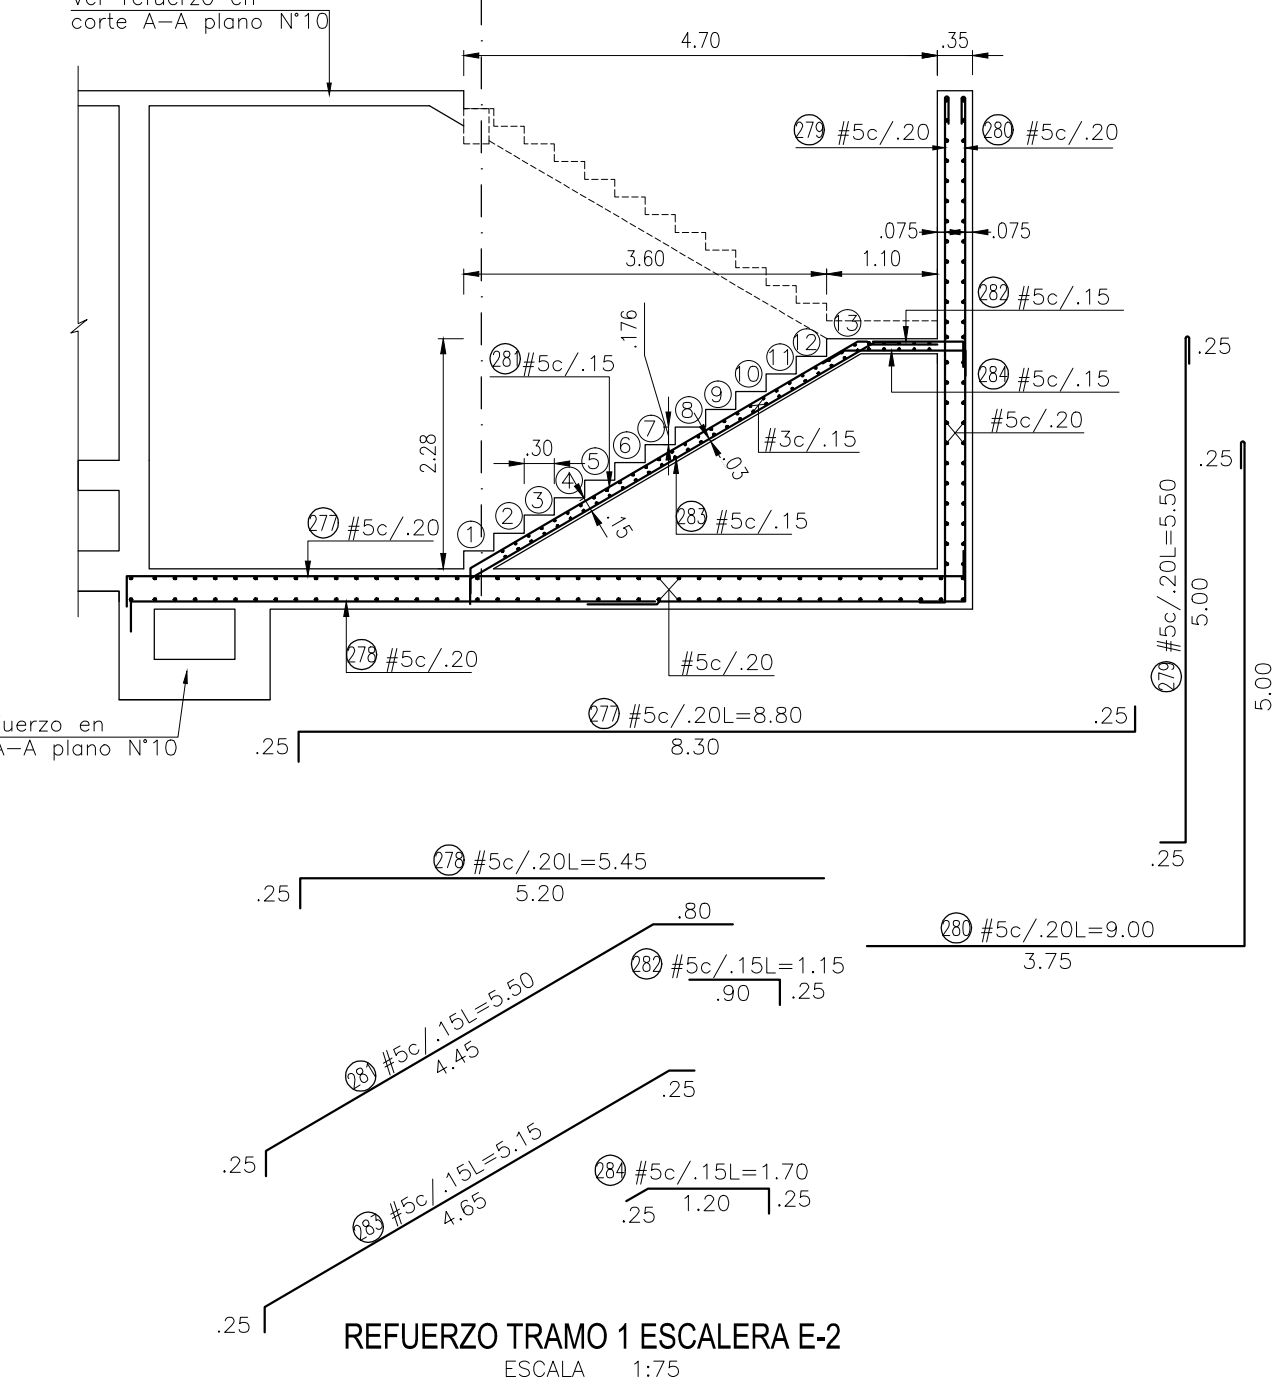 Ver refuerzo en
corte A-A plano N°10
4.70
.35
279 #5c/.20
280 #5c/.20
.075
.075
3.60
1.10
282 #5c/.15
13
12
.176
281 #5c/.15
11
284 #5c/.15
10
9
#5c/.20
8
2.28
7
#3c/.15
6
.30
.03
5
4
3
.15
283 #5c/.15
277 #5c/.20
2
1
278 #5c/.20
#5c/.20
.25
.25
279 #5c/.20L=5.50
5.00
5.00
.25
uerzo en
A-A plano N°10
277 #5c/.20L=8.80
.25
.25
8.30
278 #5c/.20L=5.45
.25
5.20
280 #5c/.20L=9.00
3.75
.80
281 #5c/.15L=5.50
4.45
.25
282 #5c/.15L=1.15
.90
.25
283 #5c/.15L=5.15
4.65
.25
.25
284 #5c/.15L=1.70
.25
1.20
.25
REFUERZO TRAMO 1 ESCALERA E-2
ESCALA 1:75